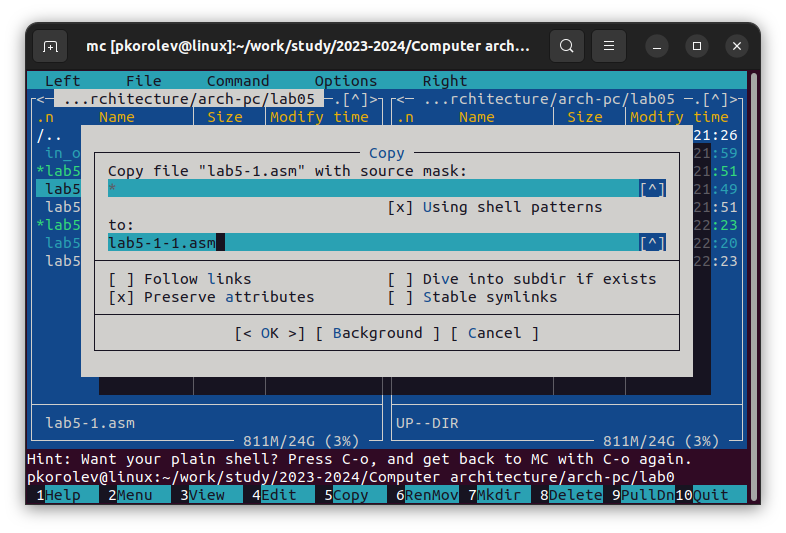 mc [pkorolev@linux]:~/work/study/2023-2024/Computer arch...
Left File Command Options Right
<— ...rchitecture/arch-pc/lab05 —.[^]> <— ...rchitecture/arch-pc/lab05 —.[^]>
.n Name Size Modify time .n Name Size Modify time
/.. 21:26
in_o 21:59
*lab5 21:51
lab5 21:49
lab5 21:51
*lab5 22:23
lab5 22:20
lab5 22:23
Copy
Copy file "lab5-1.asm" with source mask:
* [^]
[x] Using shell patterns
to:
lab5-1-1.asm [^]
[ ] Follow links [ ] Dive into subdir if exists
[x] Preserve attributes [ ] Stable symlinks
[< OK >] [ Background ] [ Cancel ]
lab5-1.asm UP--DIR
811M/24G (3%) 811M/24G (3%)
Hint: Want your plain shell? Press C-o, and get back to MC with C-o again.
pkorolev@linux:~/work/study/2023-2024/Computer architecture/arch-pc/lab0
1Help 2Menu 3View 4Edit 5Copy 6RenMov 7Mkdir 8Delete 9PullDn 10Quit